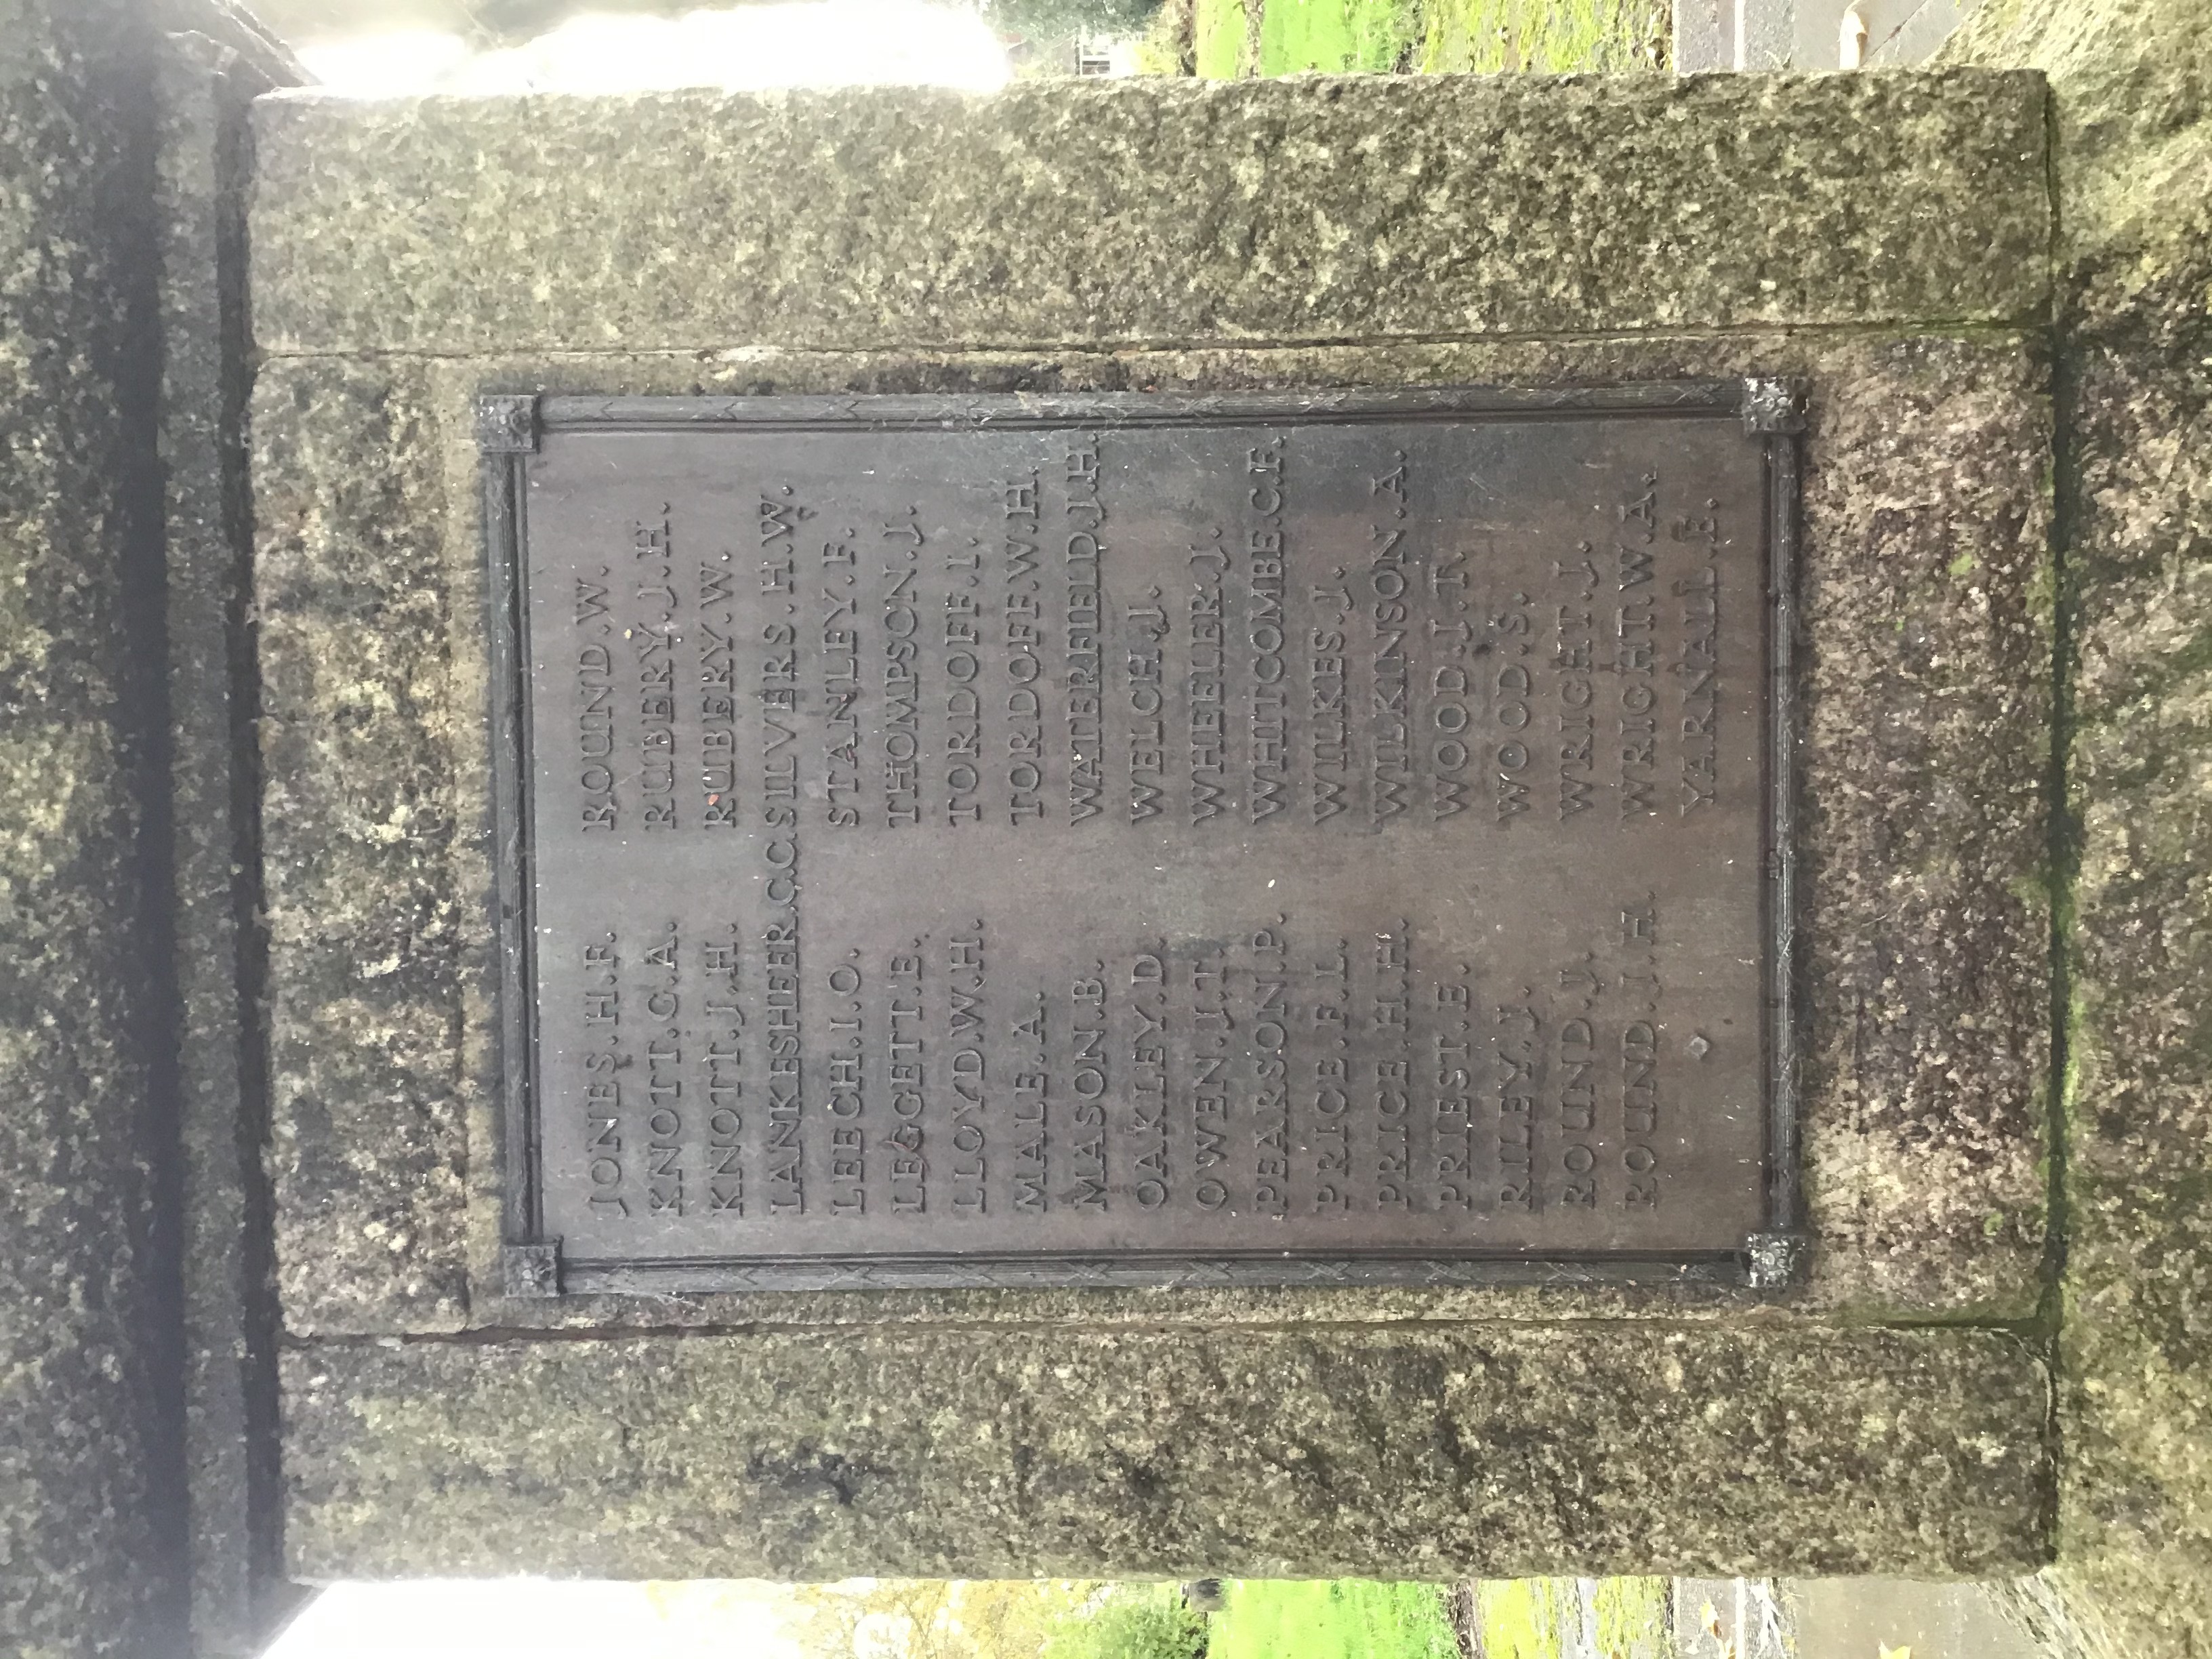 JONES.H.F.
KNOTT.G.A.
KNOTT.J.H.
LANKESHEER.C.C.
LEECH.I.O.
LEGGETT.E.
LLOYD.W.H.
MALE.A.
MASON.B.
OAKLEY.D.
OWEN.J.T.
PEARSON.P.
PRICE.F.L.
PRICE.H.H.
PRIEST.E.
RILEY.J.
ROUND.J.
ROUND.J.H.
ROUND.W.
RUBERY.J.H.
RUBERY.W.
SILVERS.H.W.
STANLEY.F.
THOMPSON.J.
TORDOFF.I.
TORDOFF.W.H.
WATERFIELD.J.H.
WELCH.J.
WHEELER.J.
WHITCOMBE.C.F.
WILKES.J.
WILKINSON.A.
WOOD.J.T.
WOOD.S.
WRIGHT.J.
WRIGHT.W.A.
YARNALL.E.